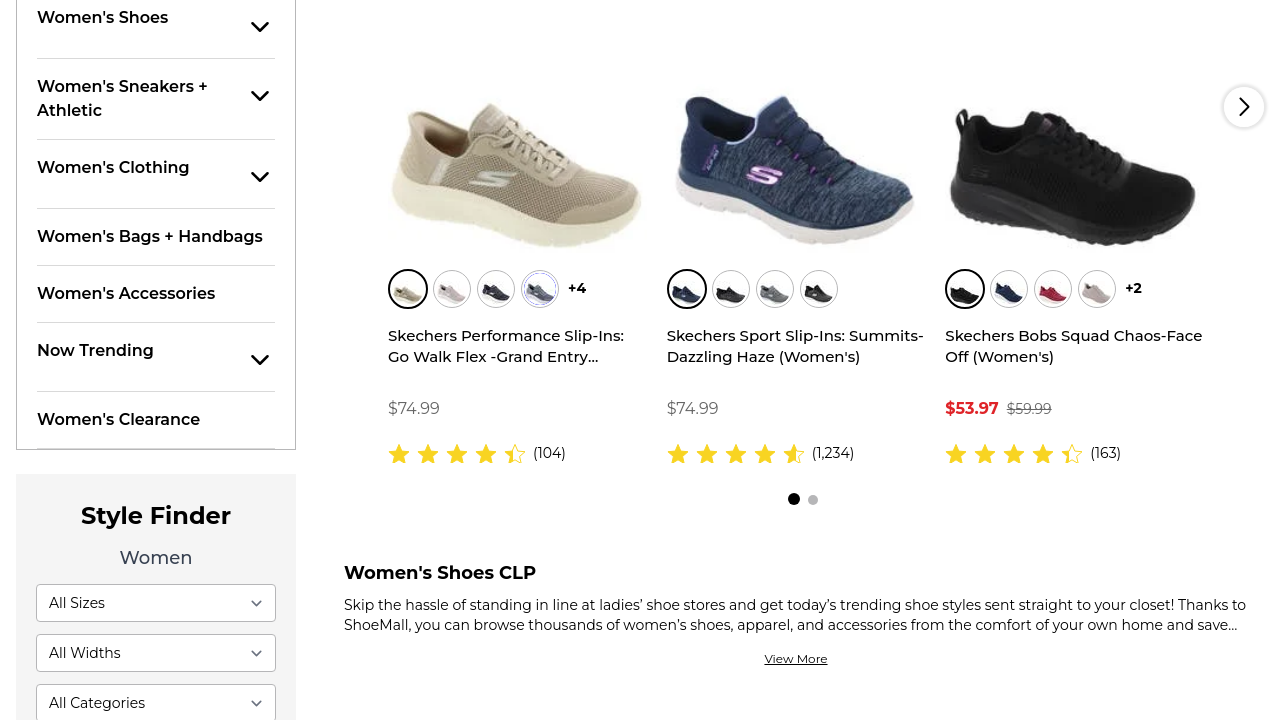 Women's Shoes
Women's Sneakers +
Athletic
Women's Clothing
Women's Bags + Handbags
Women's Accessories
Now Trending
Women's Clearance
Style Finder
Women
All Sizes
All Widths
All Categories
+4
Skechers Performance Slip-Ins:
Go Walk Flex -Grand Entry...
$74.99
(104)
Skechers Sport Slip-Ins: Summits-
Dazzling Haze (Women's)
$74.99
(1,234)
+2
Skechers Bobs Squad Chaos-Face
Off (Women's)
$53.97 $59.99
(163)
Women's Shoes CLP
Skip the hassle of standing in line at ladies’ shoe stores and get today’s trending shoe styles sent straight to your closet! Thanks to
ShoeMall, you can browse thousands of women’s shoes, apparel, and accessories from the comfort of your own home and save...
View More